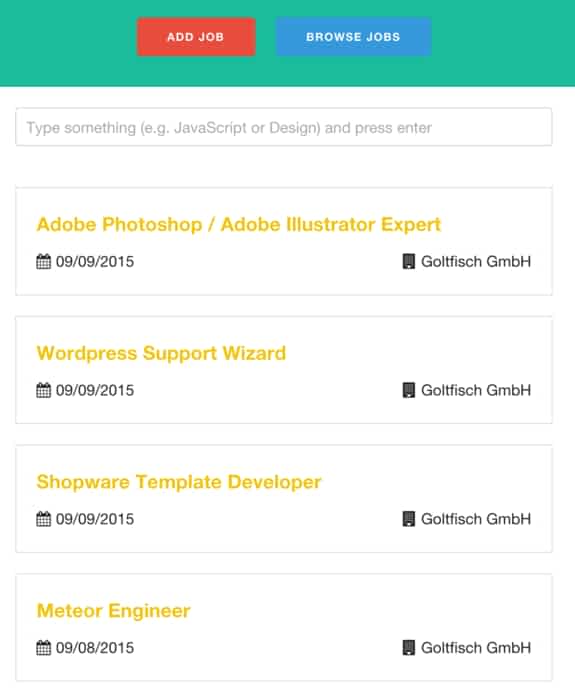 ADD JOB BROWSE JOBS
Type something (e.g. JavaScript or Design) and press enter
Adobe Photoshop / Adobe Illustrator Expert
09/09/2015 Goltfisch GmbH
Wordpress Support Wizard
09/09/2015 Goltfisch GmbH
Shopware Template Developer
09/09/2015 Goltfisch GmbH
Meteor Engineer
09/08/2015 Goltfisch GmbH